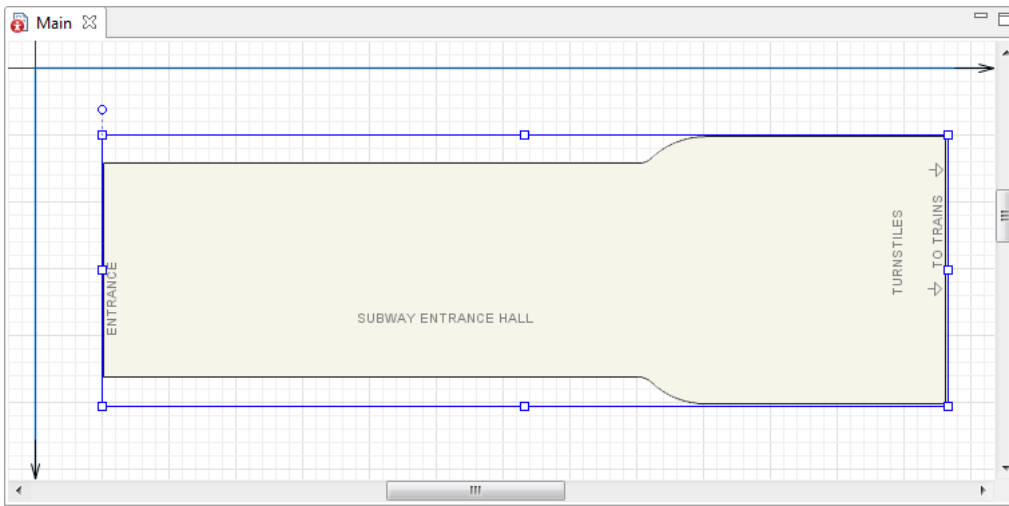 Main
ENTRANCE
SUBWAY ENTRANCE HALL
TURNSTILES
TO TRAINS